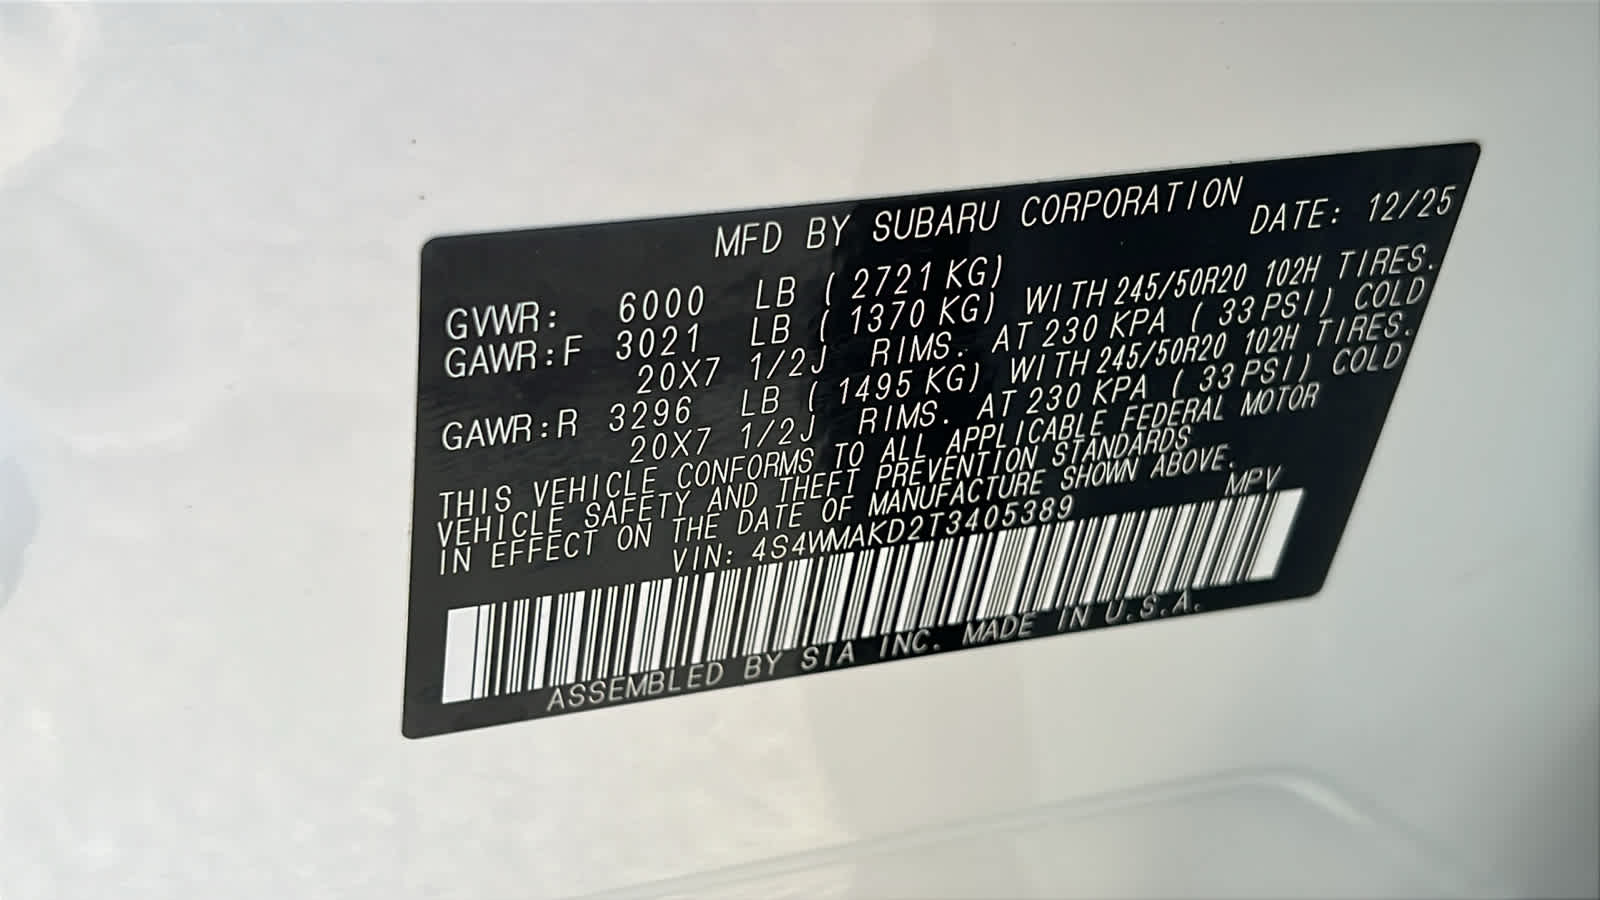 MFD BY SUBARU CORPORATION
DATE: 12/25
GVWR: 6000 LB ( 2721 KG)
GAWR:F 3021 LB ( 1370 KG) WITH 245/50R20 102H TIRES.
20X7 1/2J RIMS. AT 230 KPA ( 33 PSI) COLD
GAWR:R 3296 LB ( 1495 KG) WITH 245/50R20 102H TIRES.
20X7 1/2J RIMS. AT 230 KPA ( 33 PSI) COLD
THIS VEHICLE CONFORMS TO ALL APPLICABLE FEDERAL MOTOR
VEHICLE SAFETY AND THEFT PREVENTION STANDARDS
IN EFFECT ON THE DATE OF MANUFACTURE SHOWN ABOVE.
VIN: 4S4WMAKD2T3405389 MPV
ASSEMBLED BY SIA INC. MADE IN U.S.A.